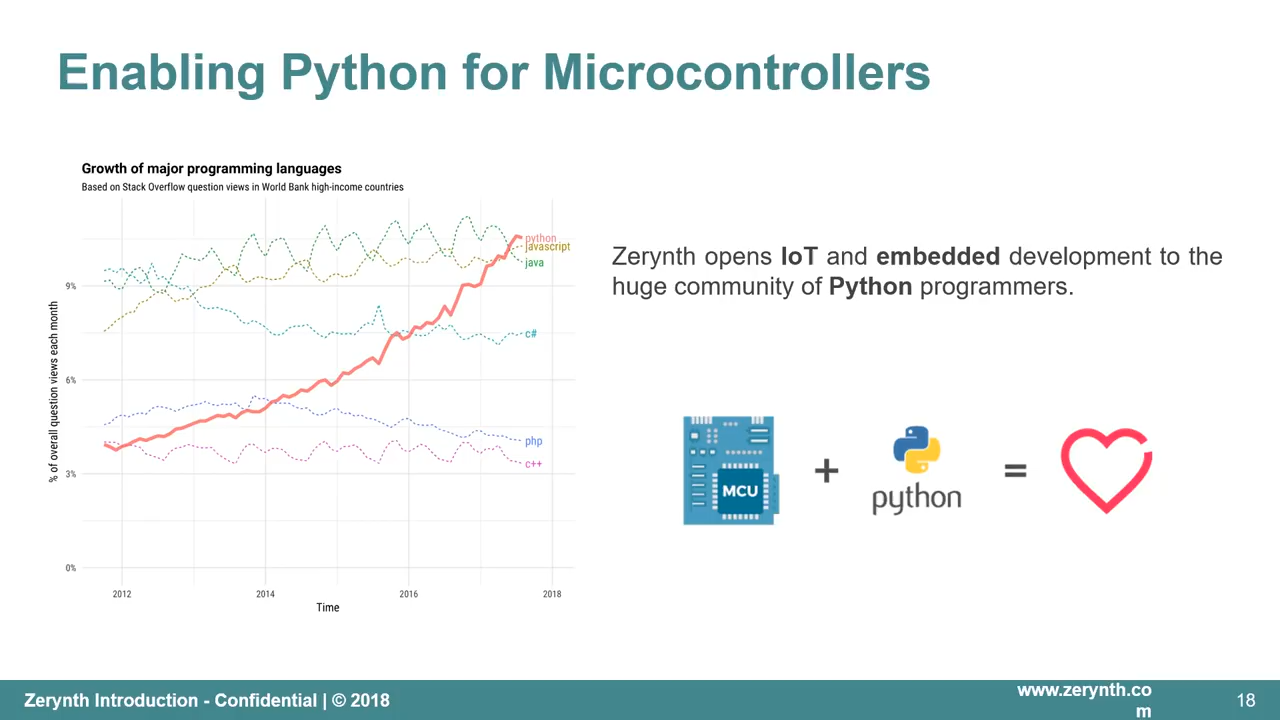 Enabling Python for Microcontrollers
Growth of major programming languages
Based on Stack Overflow question views in World Bank high-income countries
% of overall question views each month
9%
6%
3%
0%
2012
2014
2016
2018
Time
python
javascript
java
c#
php
c++
Zerynth opens IoT and embedded development to the
huge community of Python programmers.
MCU
+
python
=
Zerynth Introduction - Confidential | © 2018
www.zerynth.co
m
18